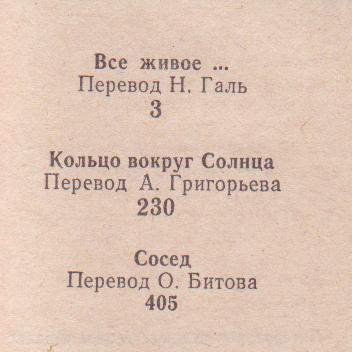 Все живое ...
Перевод Н. Галь
3
Кольцо вокруг Солнца
Перевод А. Григорьева
230
Сосед
Перевод О. Битова
405